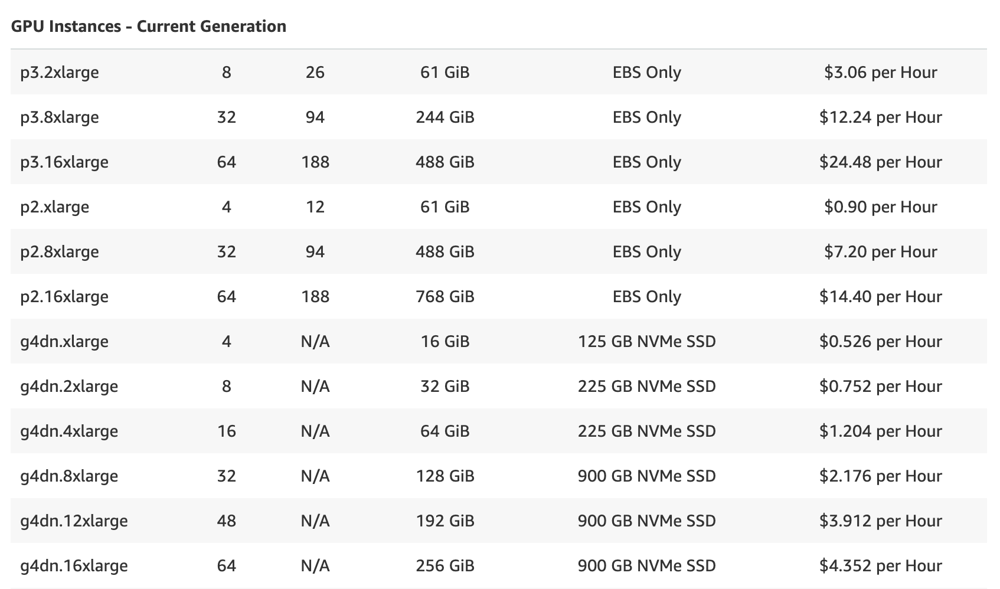 GPU Instances - Current Generation
p3.2xlarge 8 26 61 GiB EBS Only $3.06 per Hour
p3.8xlarge 32 94 244 GiB EBS Only $12.24 per Hour
p3.16xlarge 64 188 488 GiB EBS Only $24.48 per Hour
p2.xlarge 4 12 61 GiB EBS Only $0.90 per Hour
p2.8xlarge 32 94 488 GiB EBS Only $7.20 per Hour
p2.16xlarge 64 188 768 GiB EBS Only $14.40 per Hour
g4dn.xlarge 4 N/A 16 GiB 125 GB NVMe SSD $0.526 per Hour
g4dn.2xlarge 8 N/A 32 GiB 225 GB NVMe SSD $0.752 per Hour
g4dn.4xlarge 16 N/A 64 GiB 225 GB NVMe SSD $1.204 per Hour
g4dn.8xlarge 32 N/A 128 GiB 900 GB NVMe SSD $2.176 per Hour
g4dn.12xlarge 48 N/A 192 GiB 900 GB NVMe SSD $3.912 per Hour
g4dn.16xlarge 64 N/A 256 GiB 900 GB NVMe SSD $4.352 per Hour